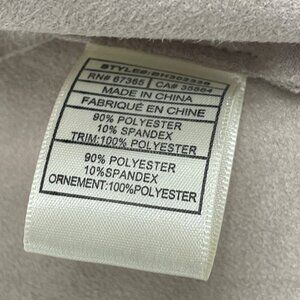 RN# 67365 CA# 35564
MADE IN CHINA
FABRIQUÉ EN CHINE
90% POLYESTER
10% SPANDEX
TRIM:100% POLYESTER
90% POLYESTER
10%SPANDEX
ORNEMENT:100%POLYESTER